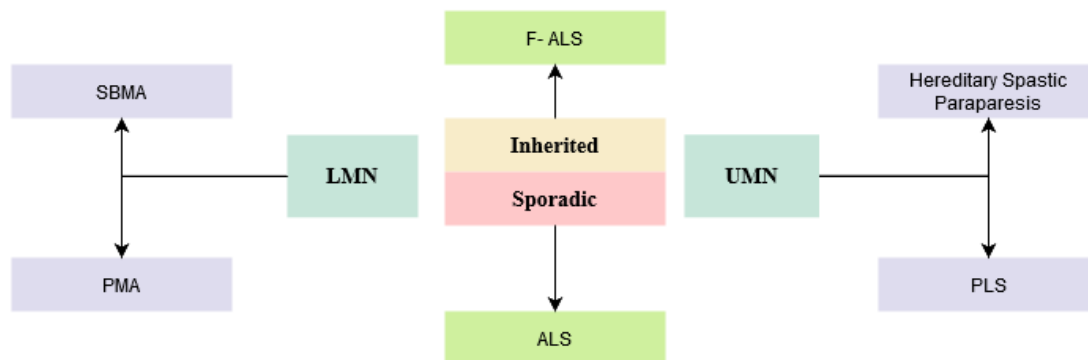 F- ALS
SBMA
Hereditary Spastic
Paraparesis
Inherited
LMN
UMN
Sporadic
PMA
PLS
ALS